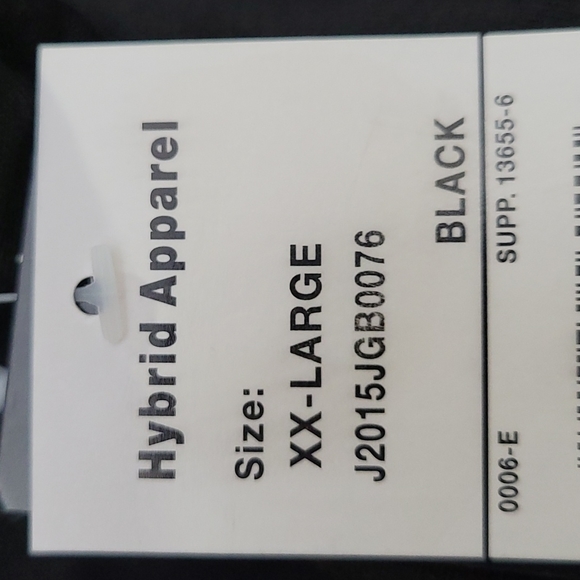 Hybrid Apparel
Size:
XX-LARGE
J2015JGB0076
BLACK
0006-E SUPP. 13655-6